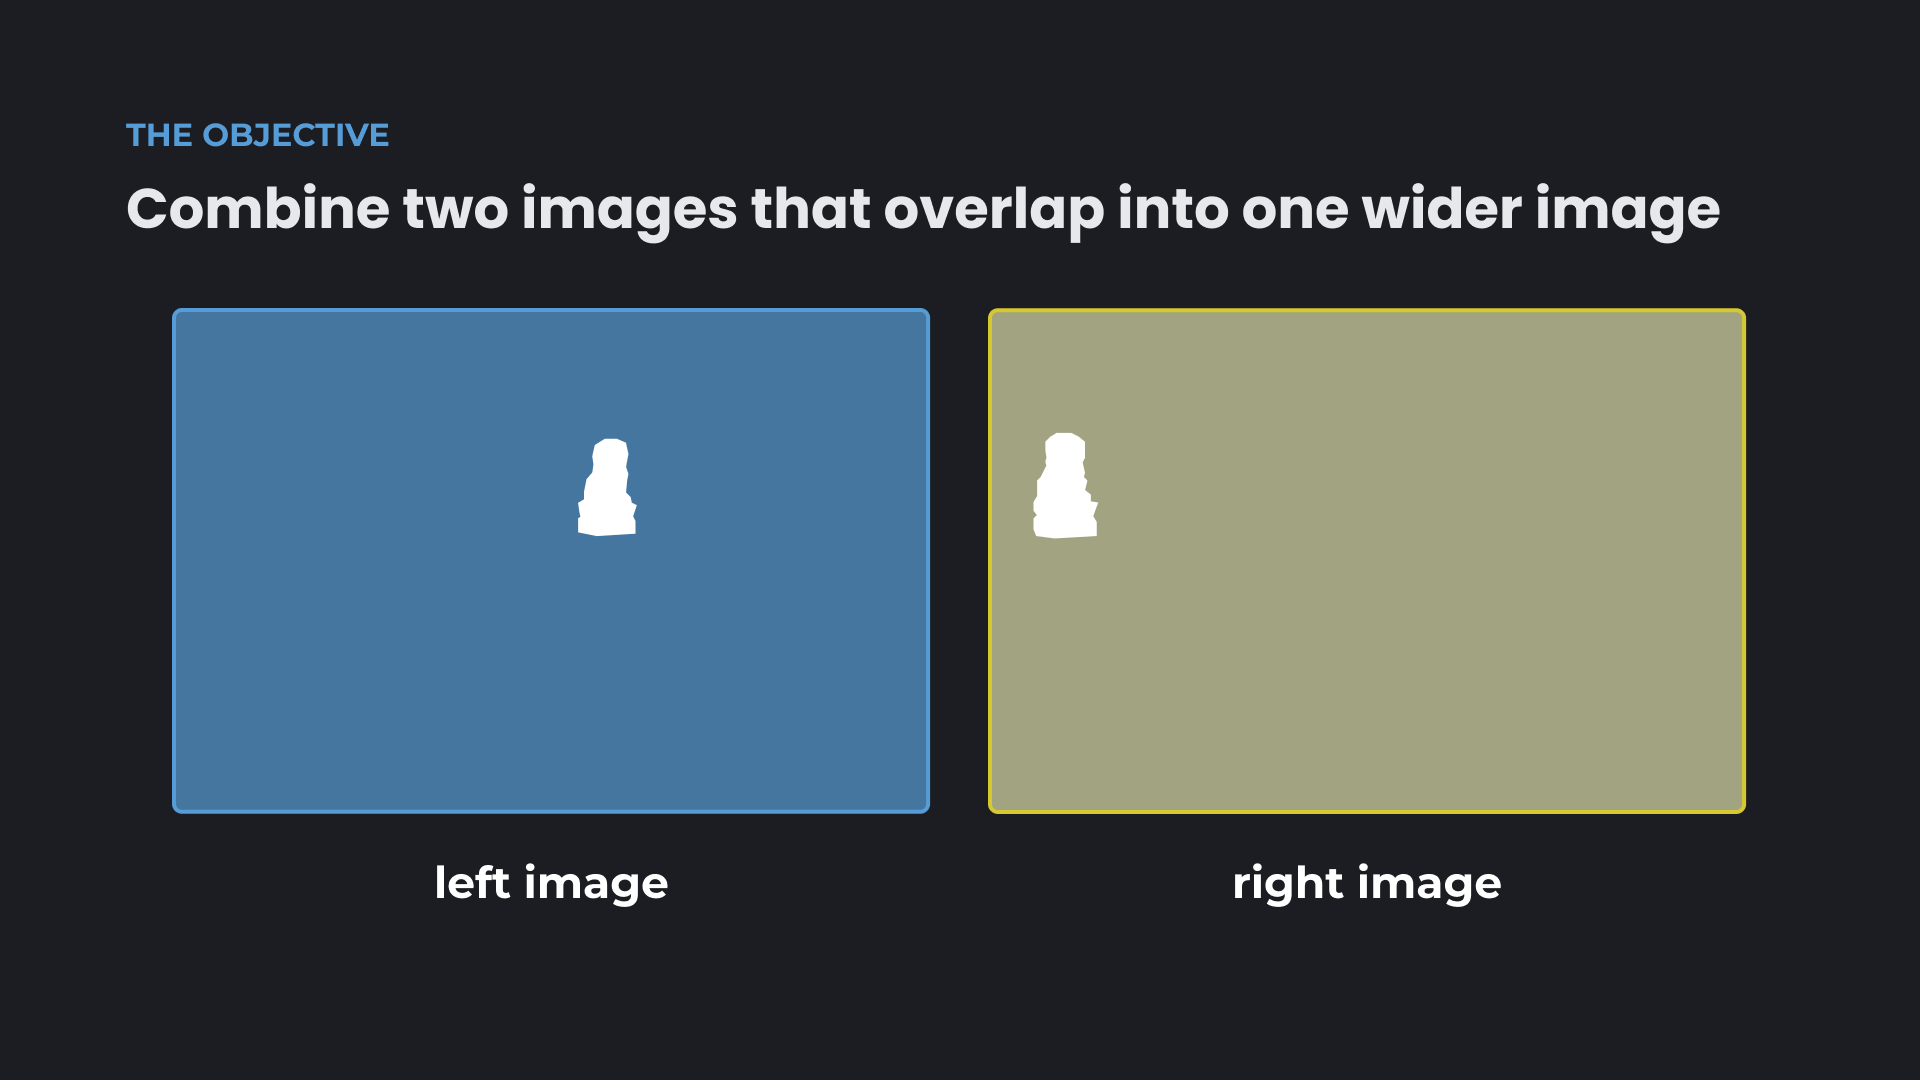 THE OBJECTIVE
Combine two images that overlap into one wider image
left image
right image